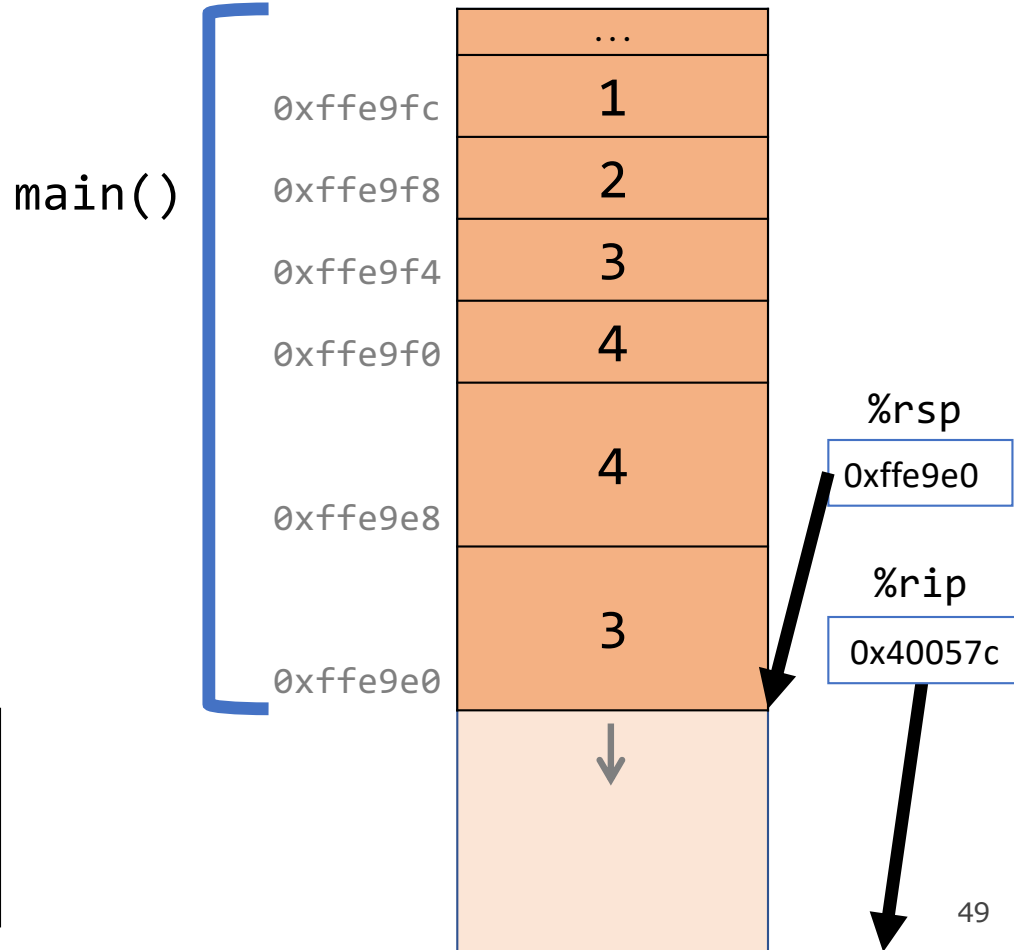 ...
0xffe9fc 1
main() 0xffe9f8 2
0xffe9f4 3
0xffe9f0 4
%rsp
4 0xffe9e0
0xffe9e8
%rip
3
0x40057c
0xffe9e0
49